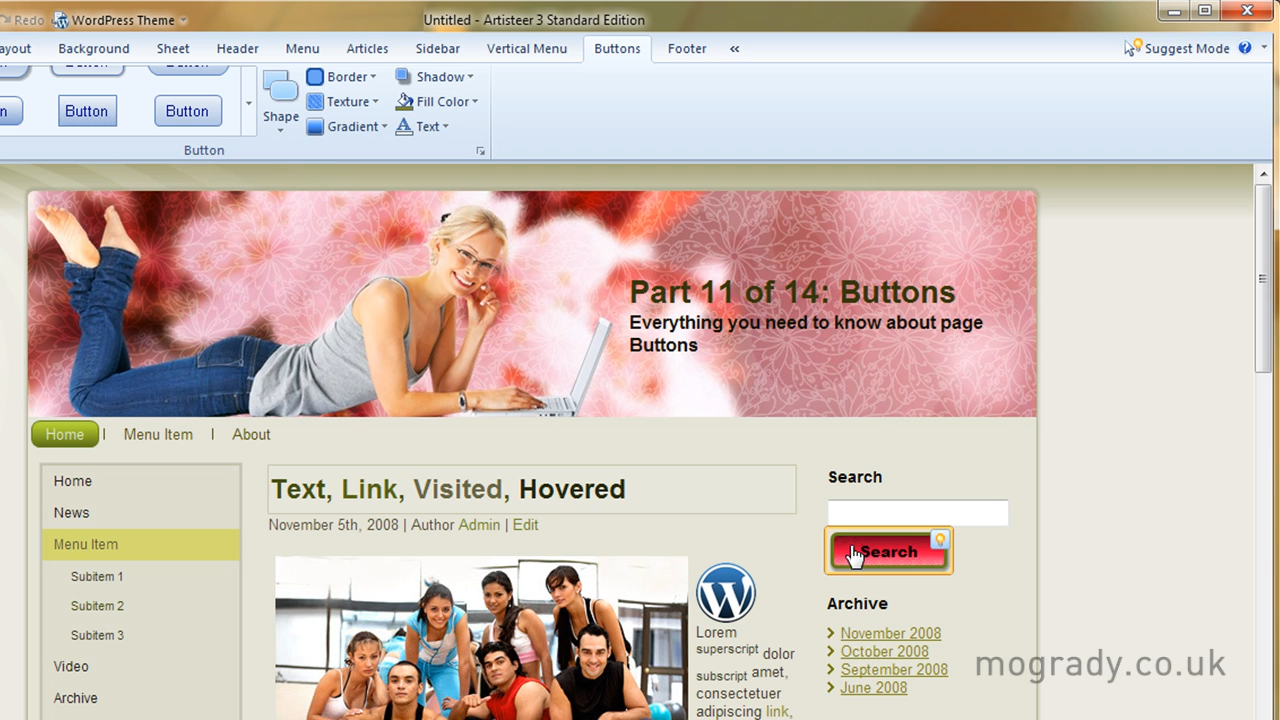 Redo WordPress Theme Untitled - Artisteer 3 Standard Edition
ayout Background Sheet Header Menu Articles Sidebar Vertical Menu Buttons Footer « Suggest Mode
Button Button
n Button Button
Shape
Border Shadow
Texture Fill Color
Gradient Text
Button
Part 11 of 14: Buttons
Everything you need to know about page
Buttons
Home Menu Item About
Home
News
Menu Item
Subitem 1
Subitem 2
Subitem 3
Video
Archive
Text, Link, Visited, Hovered
November 5th, 2008 | Author Admin | Edit
Lorem
superscript dolor
subscript amet,
consectetuer
adipiscing link,
Search
Search
Archive
November 2008
October 2008
September 2008
June 2008
mogrady.co.uk